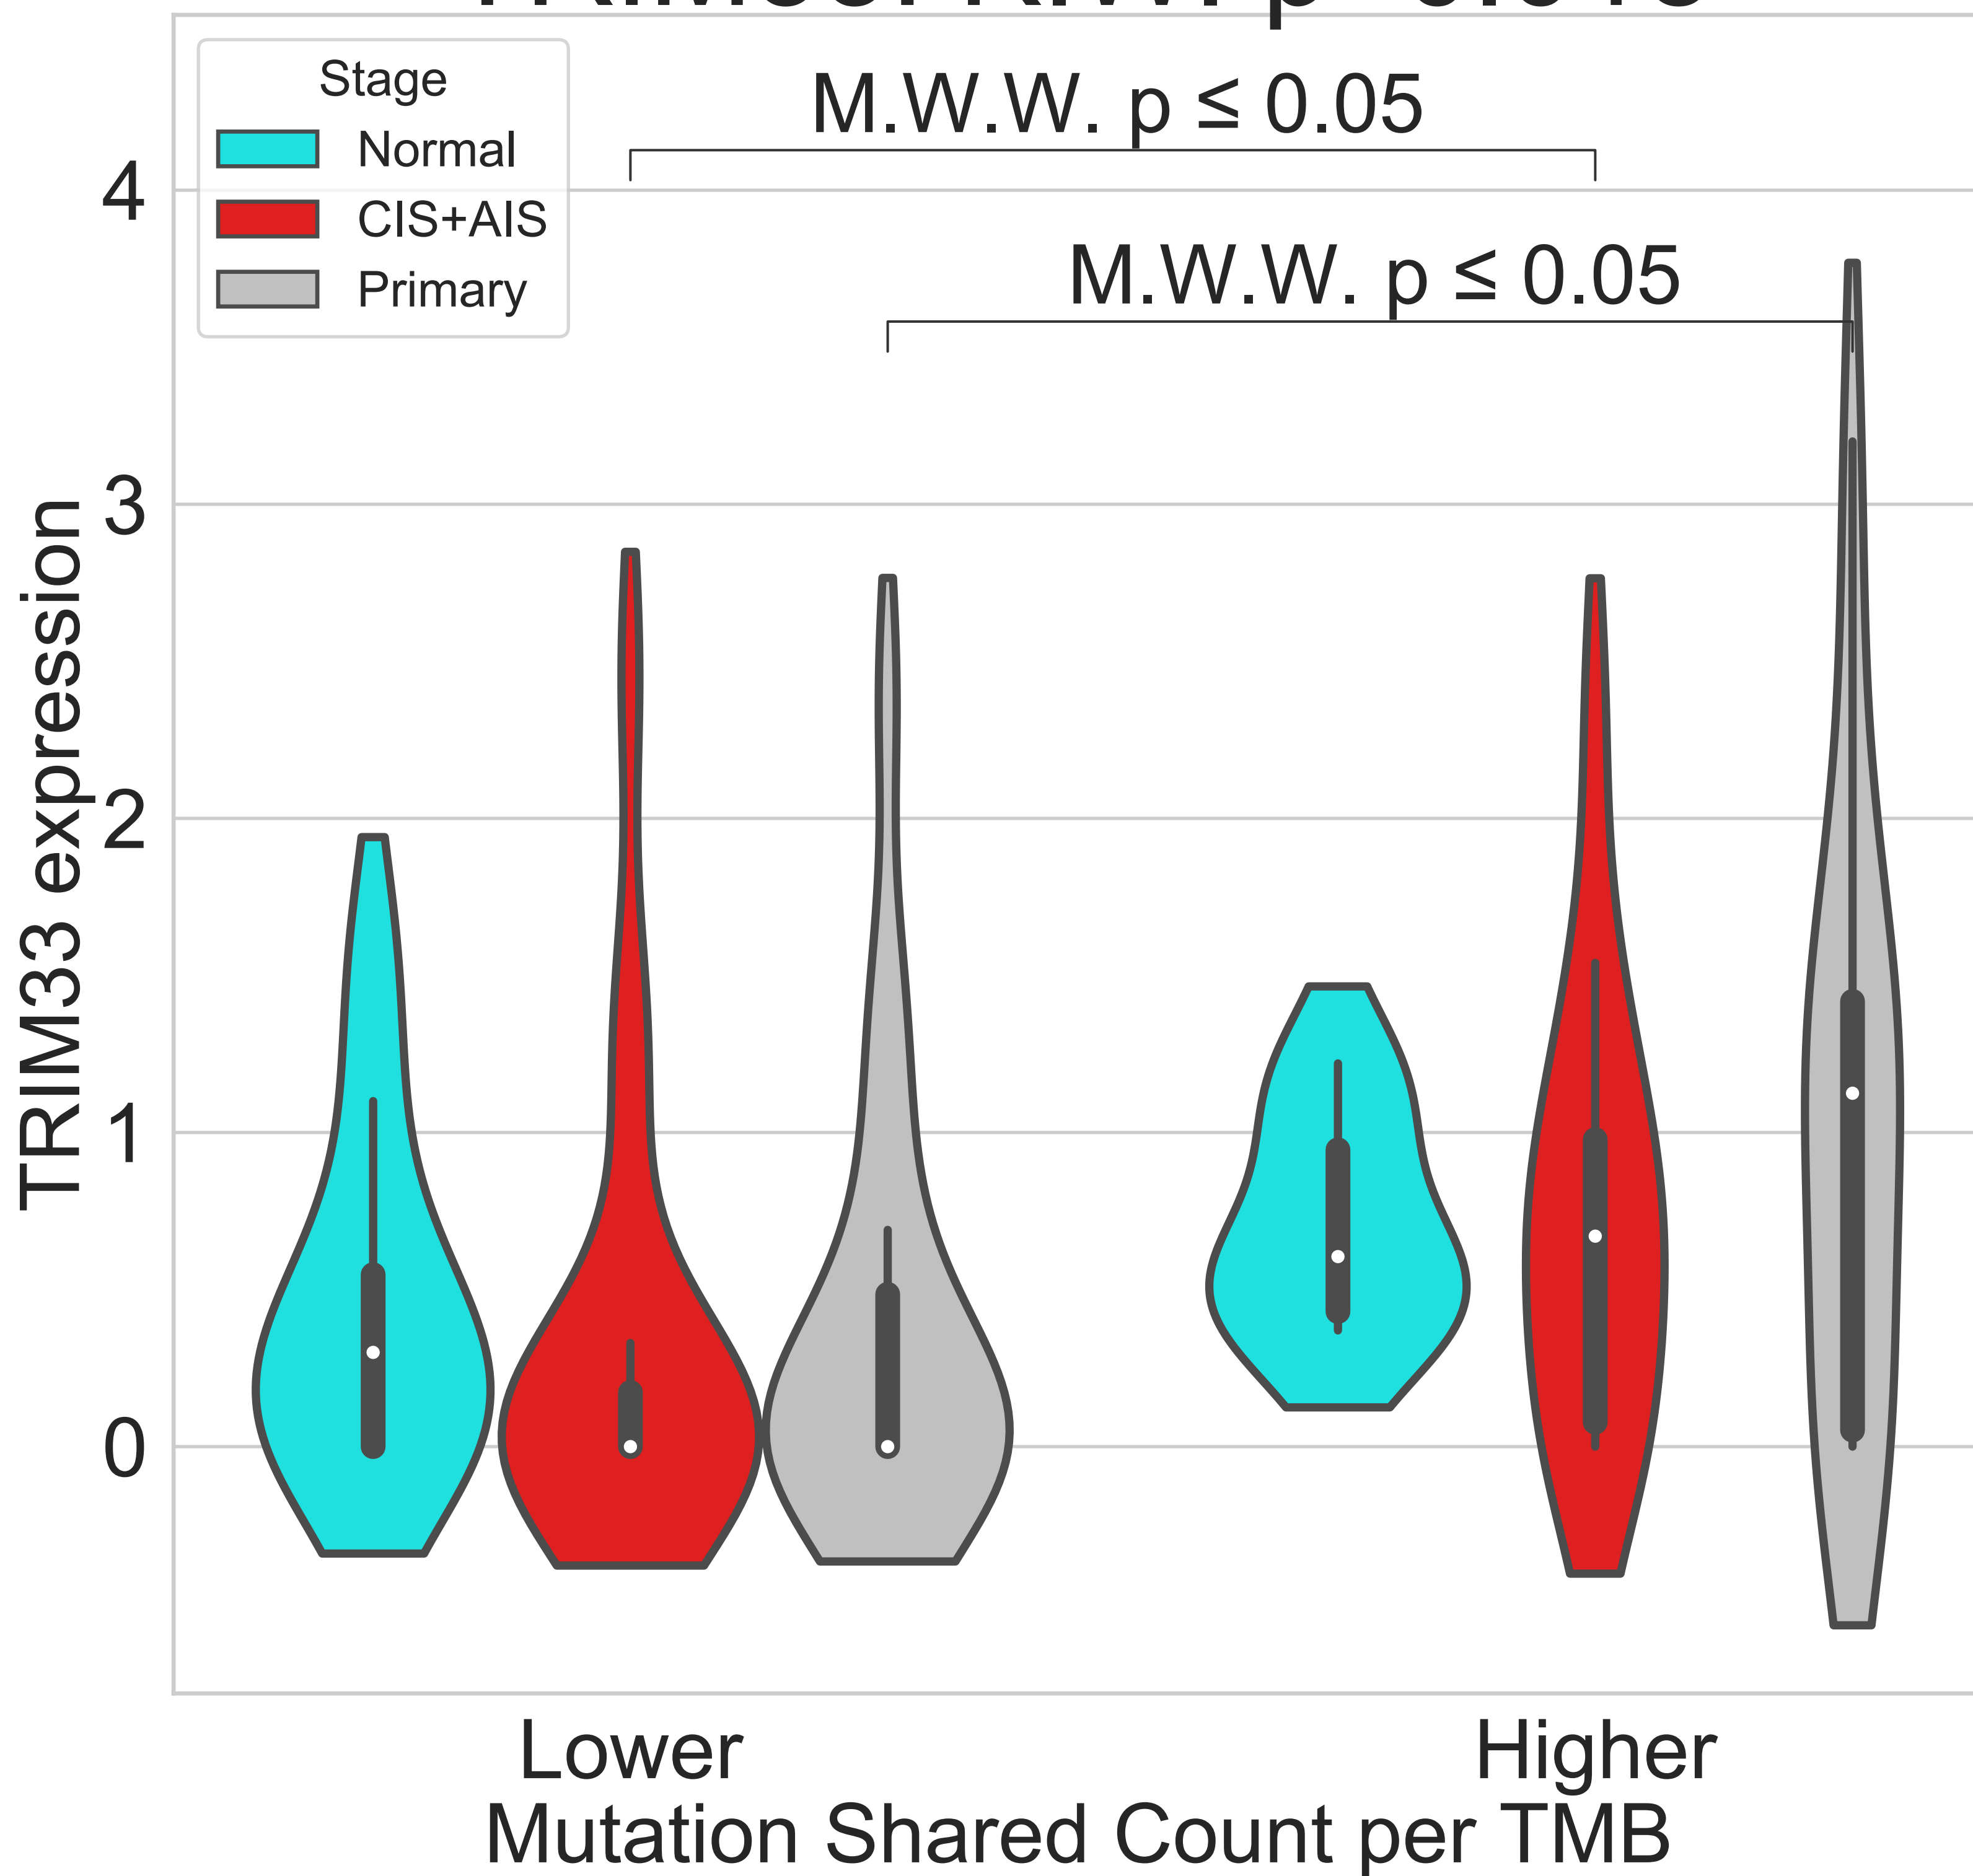 Stage
Normal
CIS+AIS
Primary
M.W.W. p ≤ 0.05
M.W.W. p ≤ 0.05
4
3
2
1
0
TRIM33 expression
Lower
Higher
Mutation Shared Count per TMB